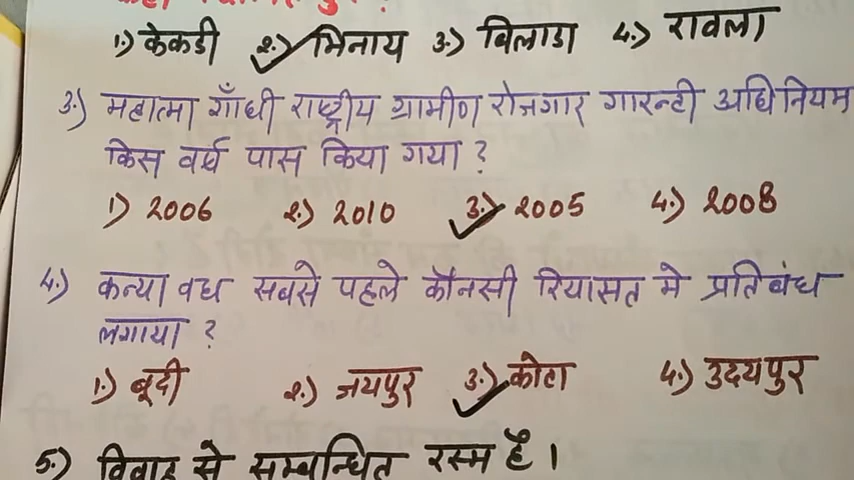 1.) केकडी 2.) भिनाय 3.) बिलाडा 4.) रावला
3.) महात्मा गाँधी राष्ट्रीय ग्रामीण रोजगार गारन्टी अधिनियम
किस वर्ष पास किया गया ?
1) 2006 2.) 2010 3.) 2005 4.) 2008
4.) कन्या वध सबसे पहले कौनसी रियासत मे प्रतिबंध
लगाया ?
1.) बूदी 2.) जयपुर 3.) कोटा 4.) उदयपुर
5.) विवाह से सम्बन्धित रस्म है ।